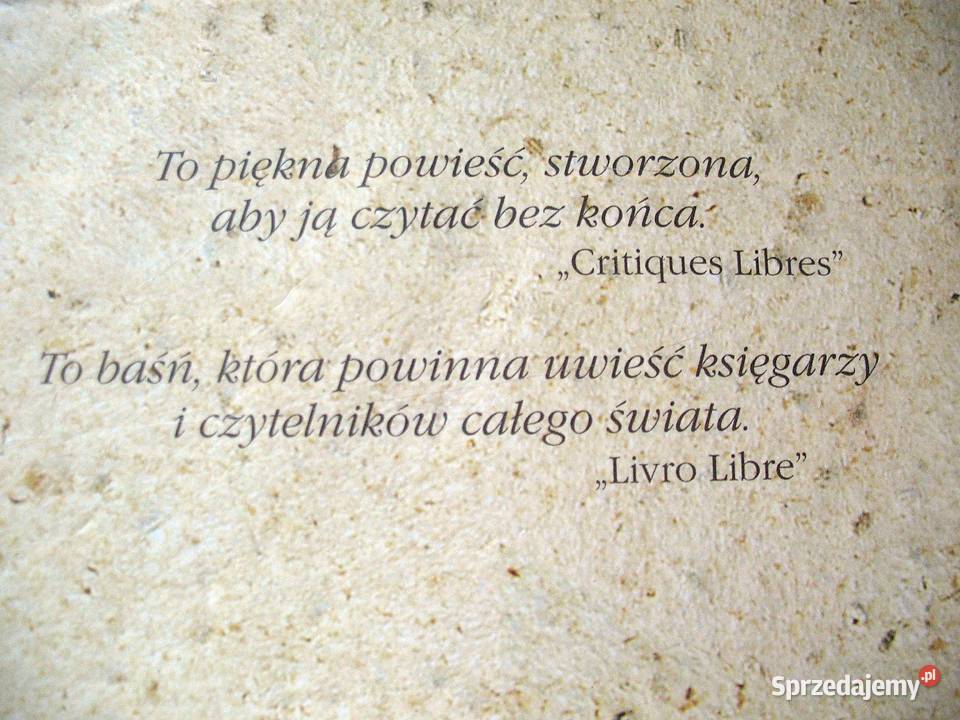 To piękna powieść, stworzona,
aby ją czytać bez końca.
„Critiques Libres”
To baśń, która powinna uwieść księgarzy
i czytelników całego świata.
„Livro Libre”
Sprzedajemy.pl